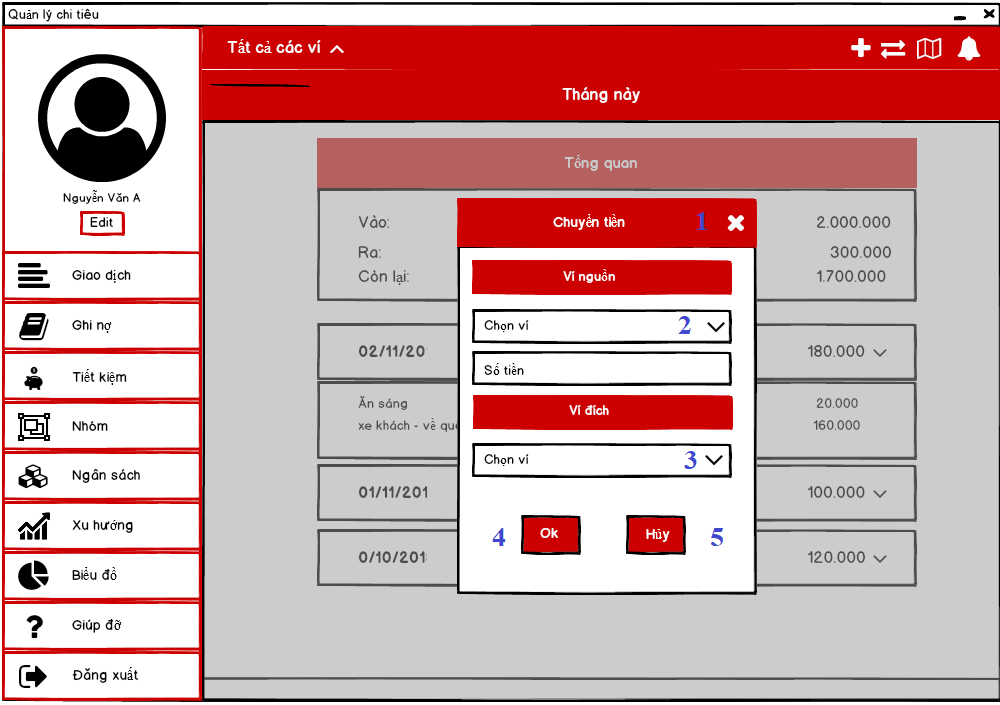 Quản lý chi tiêu
Nguyễn Văn A
Edit
Giao dịch
Ghi nợ
Tiết kiệm
Nhóm
Ngân sách
Xu hướng
Biểu đồ
Giúp đỡ
Đăng xuất
Tất cả các ví
Tháng này
Tổng quan
Vào: 2.000.000
Ra: 300.000
Còn lại: 1.700.000
02/11/20 180.000
Ăn sáng 20.000
xe khách - về quê 160.000
01/11/201 100.000
0/10/201 120.000
Chuyển tiền 1
Ví nguồn
Chọn ví 2
Số tiền
Ví đích
Chọn ví 3
4 Ok Hủy 5